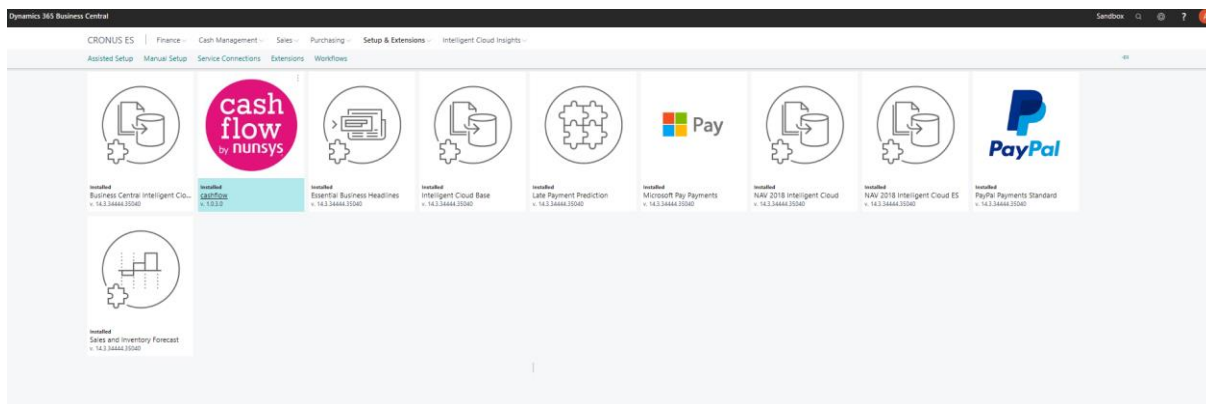 Dynamics 365 Business Central
Sandbox ?
CRONUS ES Finance Cash Management Sales Purchasing Setup & Extensions Intelligent Cloud Insights
Assisted Setup Manual Setup Service Connections Extensions Workflows
cash
flow
by nunsys
Pay
PayPal
Installed
Business Central Intelligent Clo...
v. 14.3.34444.35040
Installed
cashflow
v. 1.0.3.0
Installed
Essential Business Headlines
v. 14.3.34444.35040
Installed
Intelligent Cloud Base
v. 14.3.34444.35040
Installed
Late Payment Prediction
v. 14.3.34444.35040
Installed
Microsoft Pay Payments
v. 14.3.34444.35040
Installed
NAV 2018 Intelligent Cloud
v. 14.3.34444.35040
Installed
NAV 2018 Intelligent Cloud ES
v. 14.3.34444.35040
Installed
PayPal Payments Standard
v. 14.3.34444.35040
Installed
Sales and Inventory Forecast
v. 14.3.34444.35040